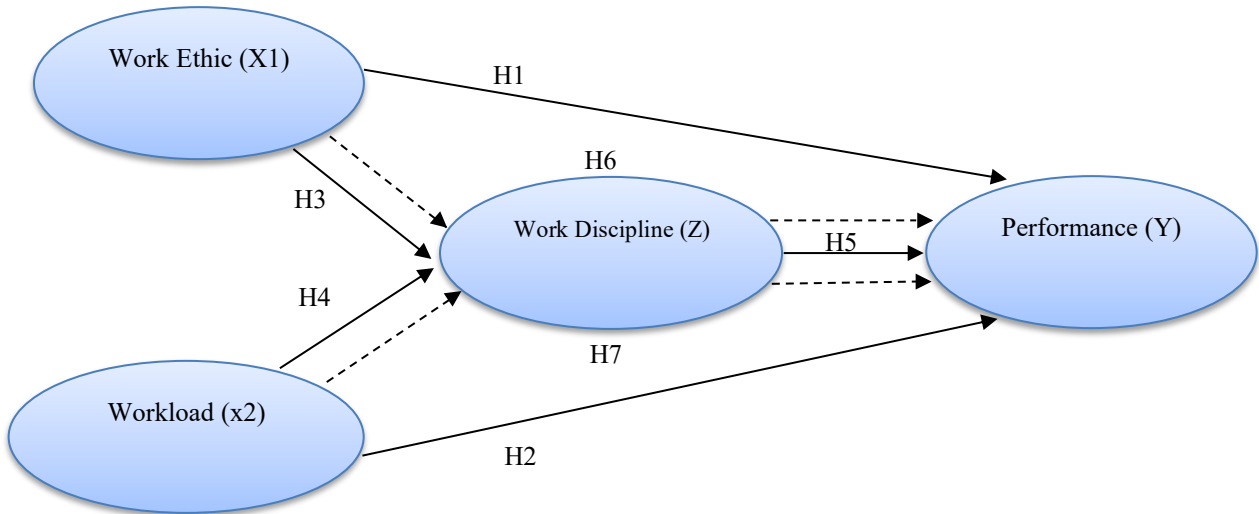 Work Ethic (X1)
H1
H6
H3
Work Discipline (Z)
Performance (Y)
H5
H4
H7
Workload (x2)
H2